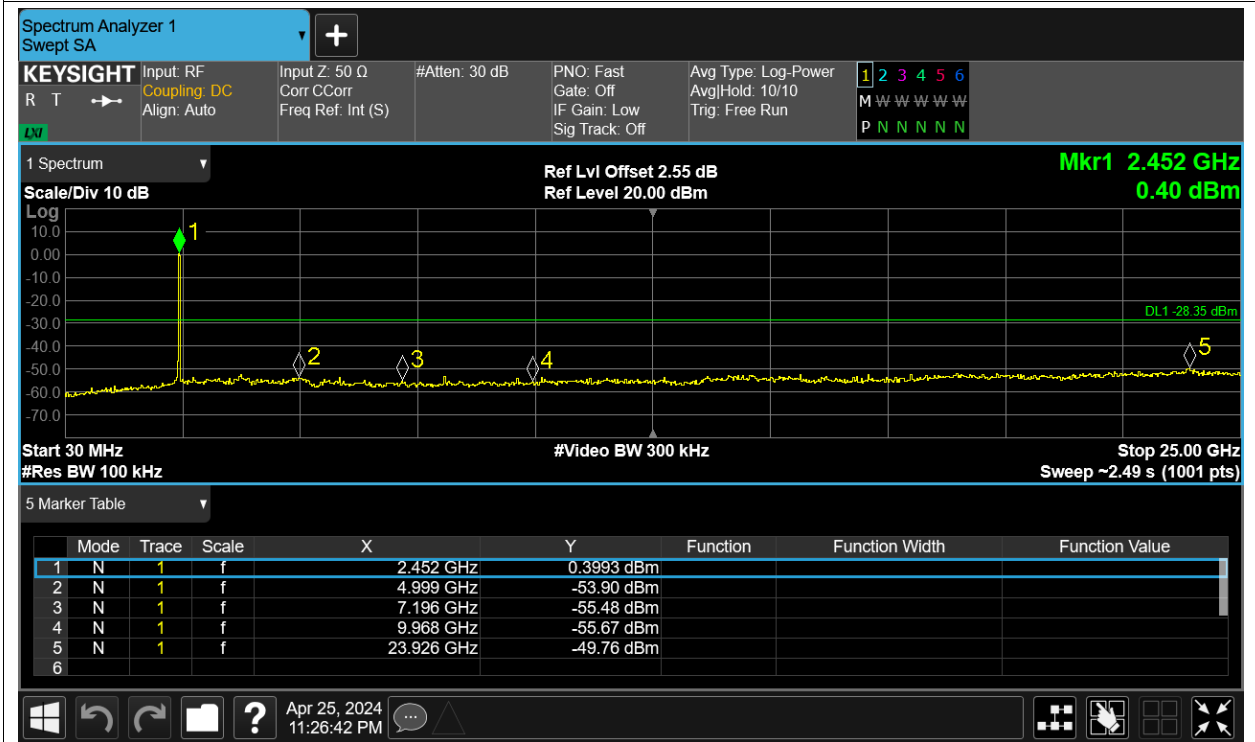 Spectrum Analyzer 1
Swept SA
KEYSIGHT
R T
LXI
Input: RF
Coupling: DC
Align: Auto
Input Z: 50 Ω
Corr CCorr
Freq Ref: Int (S)
#Atten: 30 dB
PNO: Fast
Gate: Off
IF Gain: Low
Sig Track: Off
Avg Type: Log-Power
Avg|Hold: 10/10
Trig: Free Run
1 2 3 4 5 6
M W W W W W
P N N N N N
1 Spectrum
Scale/Div 10 dB
Ref Lvl Offset 2.55 dB
Ref Level 20.00 dBm
Mkr1 2.452 GHz
0.40 dBm
Log
10.0
0.00
-10.0
-20.0
-30.0
-40.0
-50.0
-60.0
-70.0
1
2
3
4
5
DL1 -28.35 dBm
Start 30 MHz
#Video BW 300 kHz
Stop 25.00 GHz
#Res BW 100 kHz
Sweep ~2.49 s (1001 pts)
5 Marker Table
Mode Trace Scale X Y Function Function Width Function Value
1 N 1 f 2.452 GHz 0.3993 dBm
2 N 1 f 4.999 GHz -53.90 dBm
3 N 1 f 7.196 GHz -55.48 dBm
4 N 1 f 9.968 GHz -55.67 dBm
5 N 1 f 23.926 GHz -49.76 dBm
6
?
Apr 25, 2024
11:26:42 PM